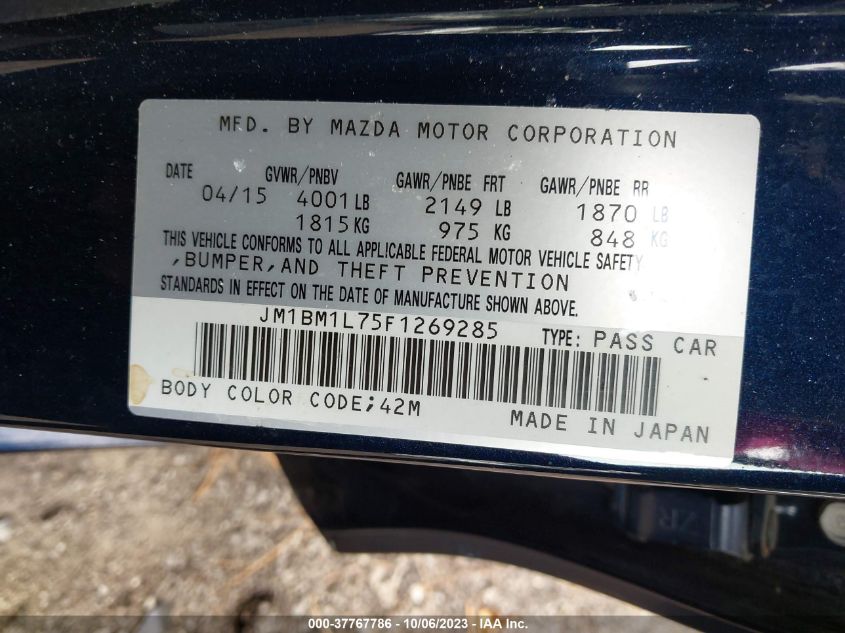 MFD. BY MAZDA MOTOR CORPORATION
DATE GVWR/PNBV GAWR/PNBE FRT GAWR/PNBE RR
04/15 4001 LB 2149 LB 1870 LB
1815 KG 975 KG 848 KG
THIS VEHICLE CONFORMS TO ALL APPLICABLE FEDERAL MOTOR VEHICLE SAFETY
,BUMPER,AND THEFT PREVENTION
STANDARDS IN EFFECT ON THE DATE OF MANUFACTURE SHOWN ABOVE.
JM1BM1L75F1269285 TYPE: PASS CAR
BODY COLOR CODE;42M
MADE IN JAPAN
000-37767786 - 10/06/2023 - IAA Inc.